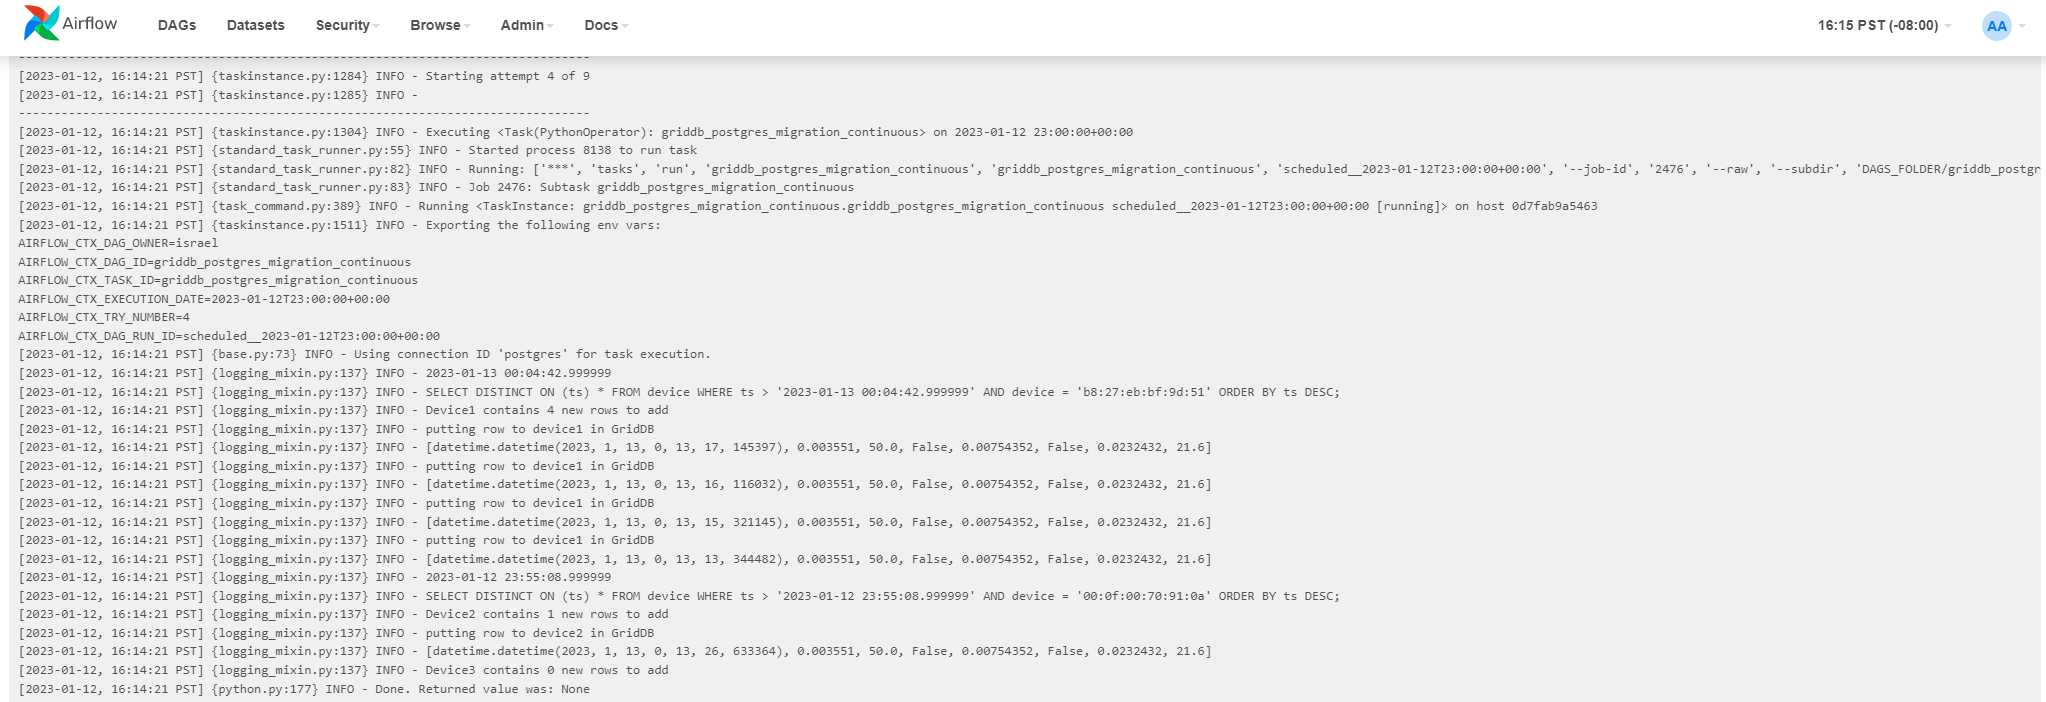 Airflow DAGs Datasets Security Browse Admin Docs 16:15 PST (-08:00) AA
--------------------------------------------------------------------------------
[2023-01-12, 16:14:21 PST] {taskinstance.py:1284} INFO - Starting attempt 4 of 9
[2023-01-12, 16:14:21 PST] {taskinstance.py:1285} INFO -
--------------------------------------------------------------------------------
[2023-01-12, 16:14:21 PST] {taskinstance.py:1304} INFO - Executing <Task(PythonOperator): griddb_postgres_migration_continuous> on 2023-01-12 23:00:00+00:00
[2023-01-12, 16:14:21 PST] {standard_task_runner.py:55} INFO - Started process 8138 to run task
[2023-01-12, 16:14:21 PST] {standard_task_runner.py:82} INFO - Running: ['***', 'tasks', 'run', 'griddb_postgres_migration_continuous', 'griddb_postgres_migration_continuous', 'scheduled__2023-01-12T23:00:00+00:00', '--job-id', '2476', '--raw', '--subdir', 'DAGS_FOLDER/griddb_postgr
[2023-01-12, 16:14:21 PST] {standard_task_runner.py:83} INFO - Job 2476: Subtask griddb_postgres_migration_continuous
[2023-01-12, 16:14:21 PST] {task_command.py:389} INFO - Running <TaskInstance: griddb_postgres_migration_continuous.griddb_postgres_migration_continuous scheduled__2023-01-12T23:00:00+00:00 [running]> on host 0d7fab9a5463
[2023-01-12, 16:14:21 PST] {taskinstance.py:1511} INFO - Exporting the following env vars:
AIRFLOW_CTX_DAG_OWNER=israel
AIRFLOW_CTX_DAG_ID=griddb_postgres_migration_continuous
AIRFLOW_CTX_TASK_ID=griddb_postgres_migration_continuous
AIRFLOW_CTX_EXECUTION_DATE=2023-01-12T23:00:00+00:00
AIRFLOW_CTX_TRY_NUMBER=4
AIRFLOW_CTX_DAG_RUN_ID=scheduled__2023-01-12T23:00:00+00:00
[2023-01-12, 16:14:21 PST] {base.py:73} INFO - Using connection ID 'postgres' for task execution.
[2023-01-12, 16:14:21 PST] {logging_mixin.py:137} INFO - 2023-01-13 00:04:42.999999
[2023-01-12, 16:14:21 PST] {logging_mixin.py:137} INFO - SELECT DISTINCT ON (ts) * FROM device WHERE ts > '2023-01-13 00:04:42.999999' AND device = 'b8:27:eb:bf:9d:51' ORDER BY ts DESC;
[2023-01-12, 16:14:21 PST] {logging_mixin.py:137} INFO - Device1 contains 4 new rows to add
[2023-01-12, 16:14:21 PST] {logging_mixin.py:137} INFO - putting row to device1 in GridDB
[2023-01-12, 16:14:21 PST] {logging_mixin.py:137} INFO - [datetime.datetime(2023, 1, 13, 0, 13, 17, 145397), 0.003551, 50.0, False, 0.00754352, False, 0.0232432, 21.6]
[2023-01-12, 16:14:21 PST] {logging_mixin.py:137} INFO - putting row to device1 in GridDB
[2023-01-12, 16:14:21 PST] {logging_mixin.py:137} INFO - [datetime.datetime(2023, 1, 13, 0, 13, 16, 116032), 0.003551, 50.0, False, 0.00754352, False, 0.0232432, 21.6]
[2023-01-12, 16:14:21 PST] {logging_mixin.py:137} INFO - putting row to device1 in GridDB
[2023-01-12, 16:14:21 PST] {logging_mixin.py:137} INFO - [datetime.datetime(2023, 1, 13, 0, 13, 15, 321145), 0.003551, 50.0, False, 0.00754352, False, 0.0232432, 21.6]
[2023-01-12, 16:14:21 PST] {logging_mixin.py:137} INFO - putting row to device1 in GridDB
[2023-01-12, 16:14:21 PST] {logging_mixin.py:137} INFO - [datetime.datetime(2023, 1, 13, 0, 13, 13, 344482), 0.003551, 50.0, False, 0.00754352, False, 0.0232432, 21.6]
[2023-01-12, 16:14:21 PST] {logging_mixin.py:137} INFO - 2023-01-12 23:55:08.999999
[2023-01-12, 16:14:21 PST] {logging_mixin.py:137} INFO - SELECT DISTINCT ON (ts) * FROM device WHERE ts > '2023-01-12 23:55:08.999999' AND device = '00:0f:00:70:91:0a' ORDER BY ts DESC;
[2023-01-12, 16:14:21 PST] {logging_mixin.py:137} INFO - Device2 contains 1 new rows to add
[2023-01-12, 16:14:21 PST] {logging_mixin.py:137} INFO - putting row to device2 in GridDB
[2023-01-12, 16:14:21 PST] {logging_mixin.py:137} INFO - [datetime.datetime(2023, 1, 13, 0, 13, 26, 633364), 0.003551, 50.0, False, 0.00754352, False, 0.0232432, 21.6]
[2023-01-12, 16:14:21 PST] {logging_mixin.py:137} INFO - Device3 contains 0 new rows to add
[2023-01-12, 16:14:21 PST] {python.py:177} INFO - Done. Returned value was: None